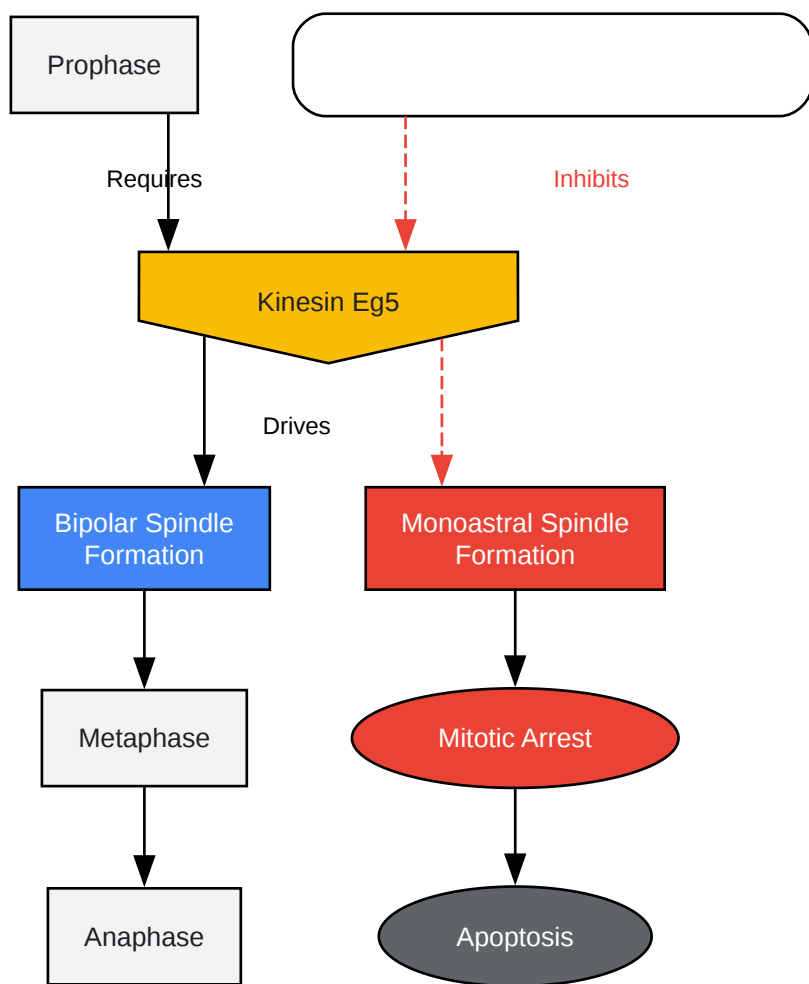 Prophase
Requires
Inhibits
Kinesin Eg5
Drives
Bipolar Spindle
Formation
Monoastral Spindle
Formation
Metaphase
Mitotic Arrest
Anaphase
Apoptosis